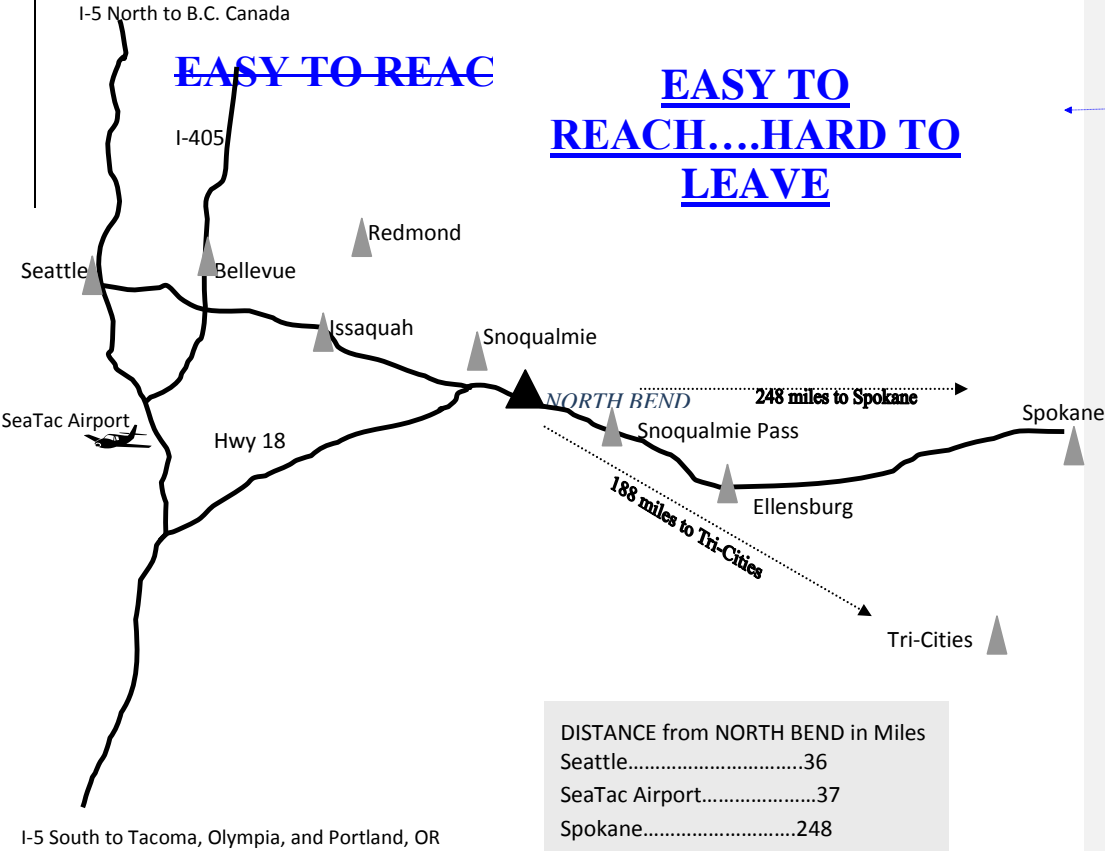 I-5 North to B.C. Canada
EASY TO REAC
EASY TO
REACH….HARD TO
LEAVE
I-405
Redmond
Seattle
Bellevue
Issaquah
Snoqualmie
NORTH BEND
248 miles to Spokane
Spokane
SeaTac Airport
Hwy 18
Snoqualmie Pass
188 miles to Tri-Cities
Ellensburg
Tri-Cities
DISTANCE from NORTH BEND in Miles
Seattle…………………………..36
SeaTac Airport………………….37
Spokane……………………….248
I-5 South to Tacoma, Olympia, and Portland, OR